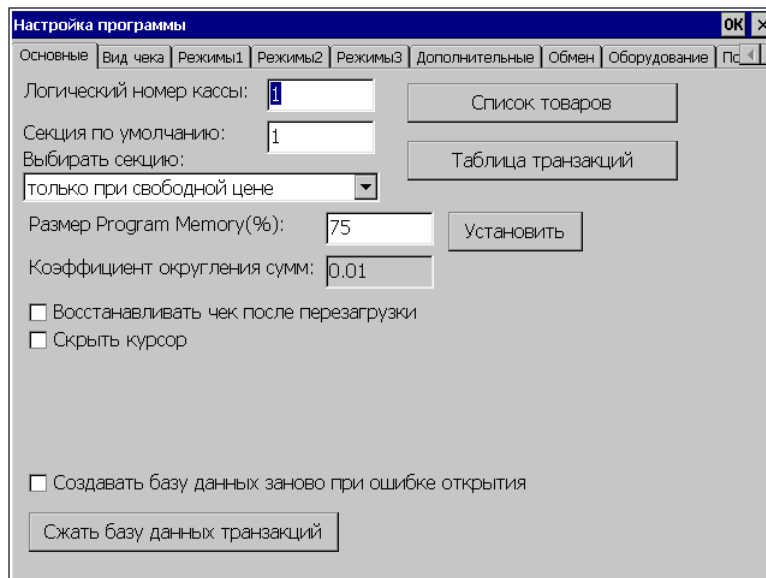 Настройка программы OK ×
Основные Вид чека Режимы1 Режимы2 Режимы3 Дополнительные Обмен Оборудование По
Логический номер кассы: 1 Список товаров
Секция по умолчанию: 1
Выбирать секцию: Таблица транзакций
только при свободной цене
Размер Program Memory(%): 75 Установить
Коэффициент округления сумм: 0.01
Восстанавливать чек после перезагрузки
Скрыть курсор
Создавать базу данных заново при ошибке открытия
Сжать базу данных транзакций